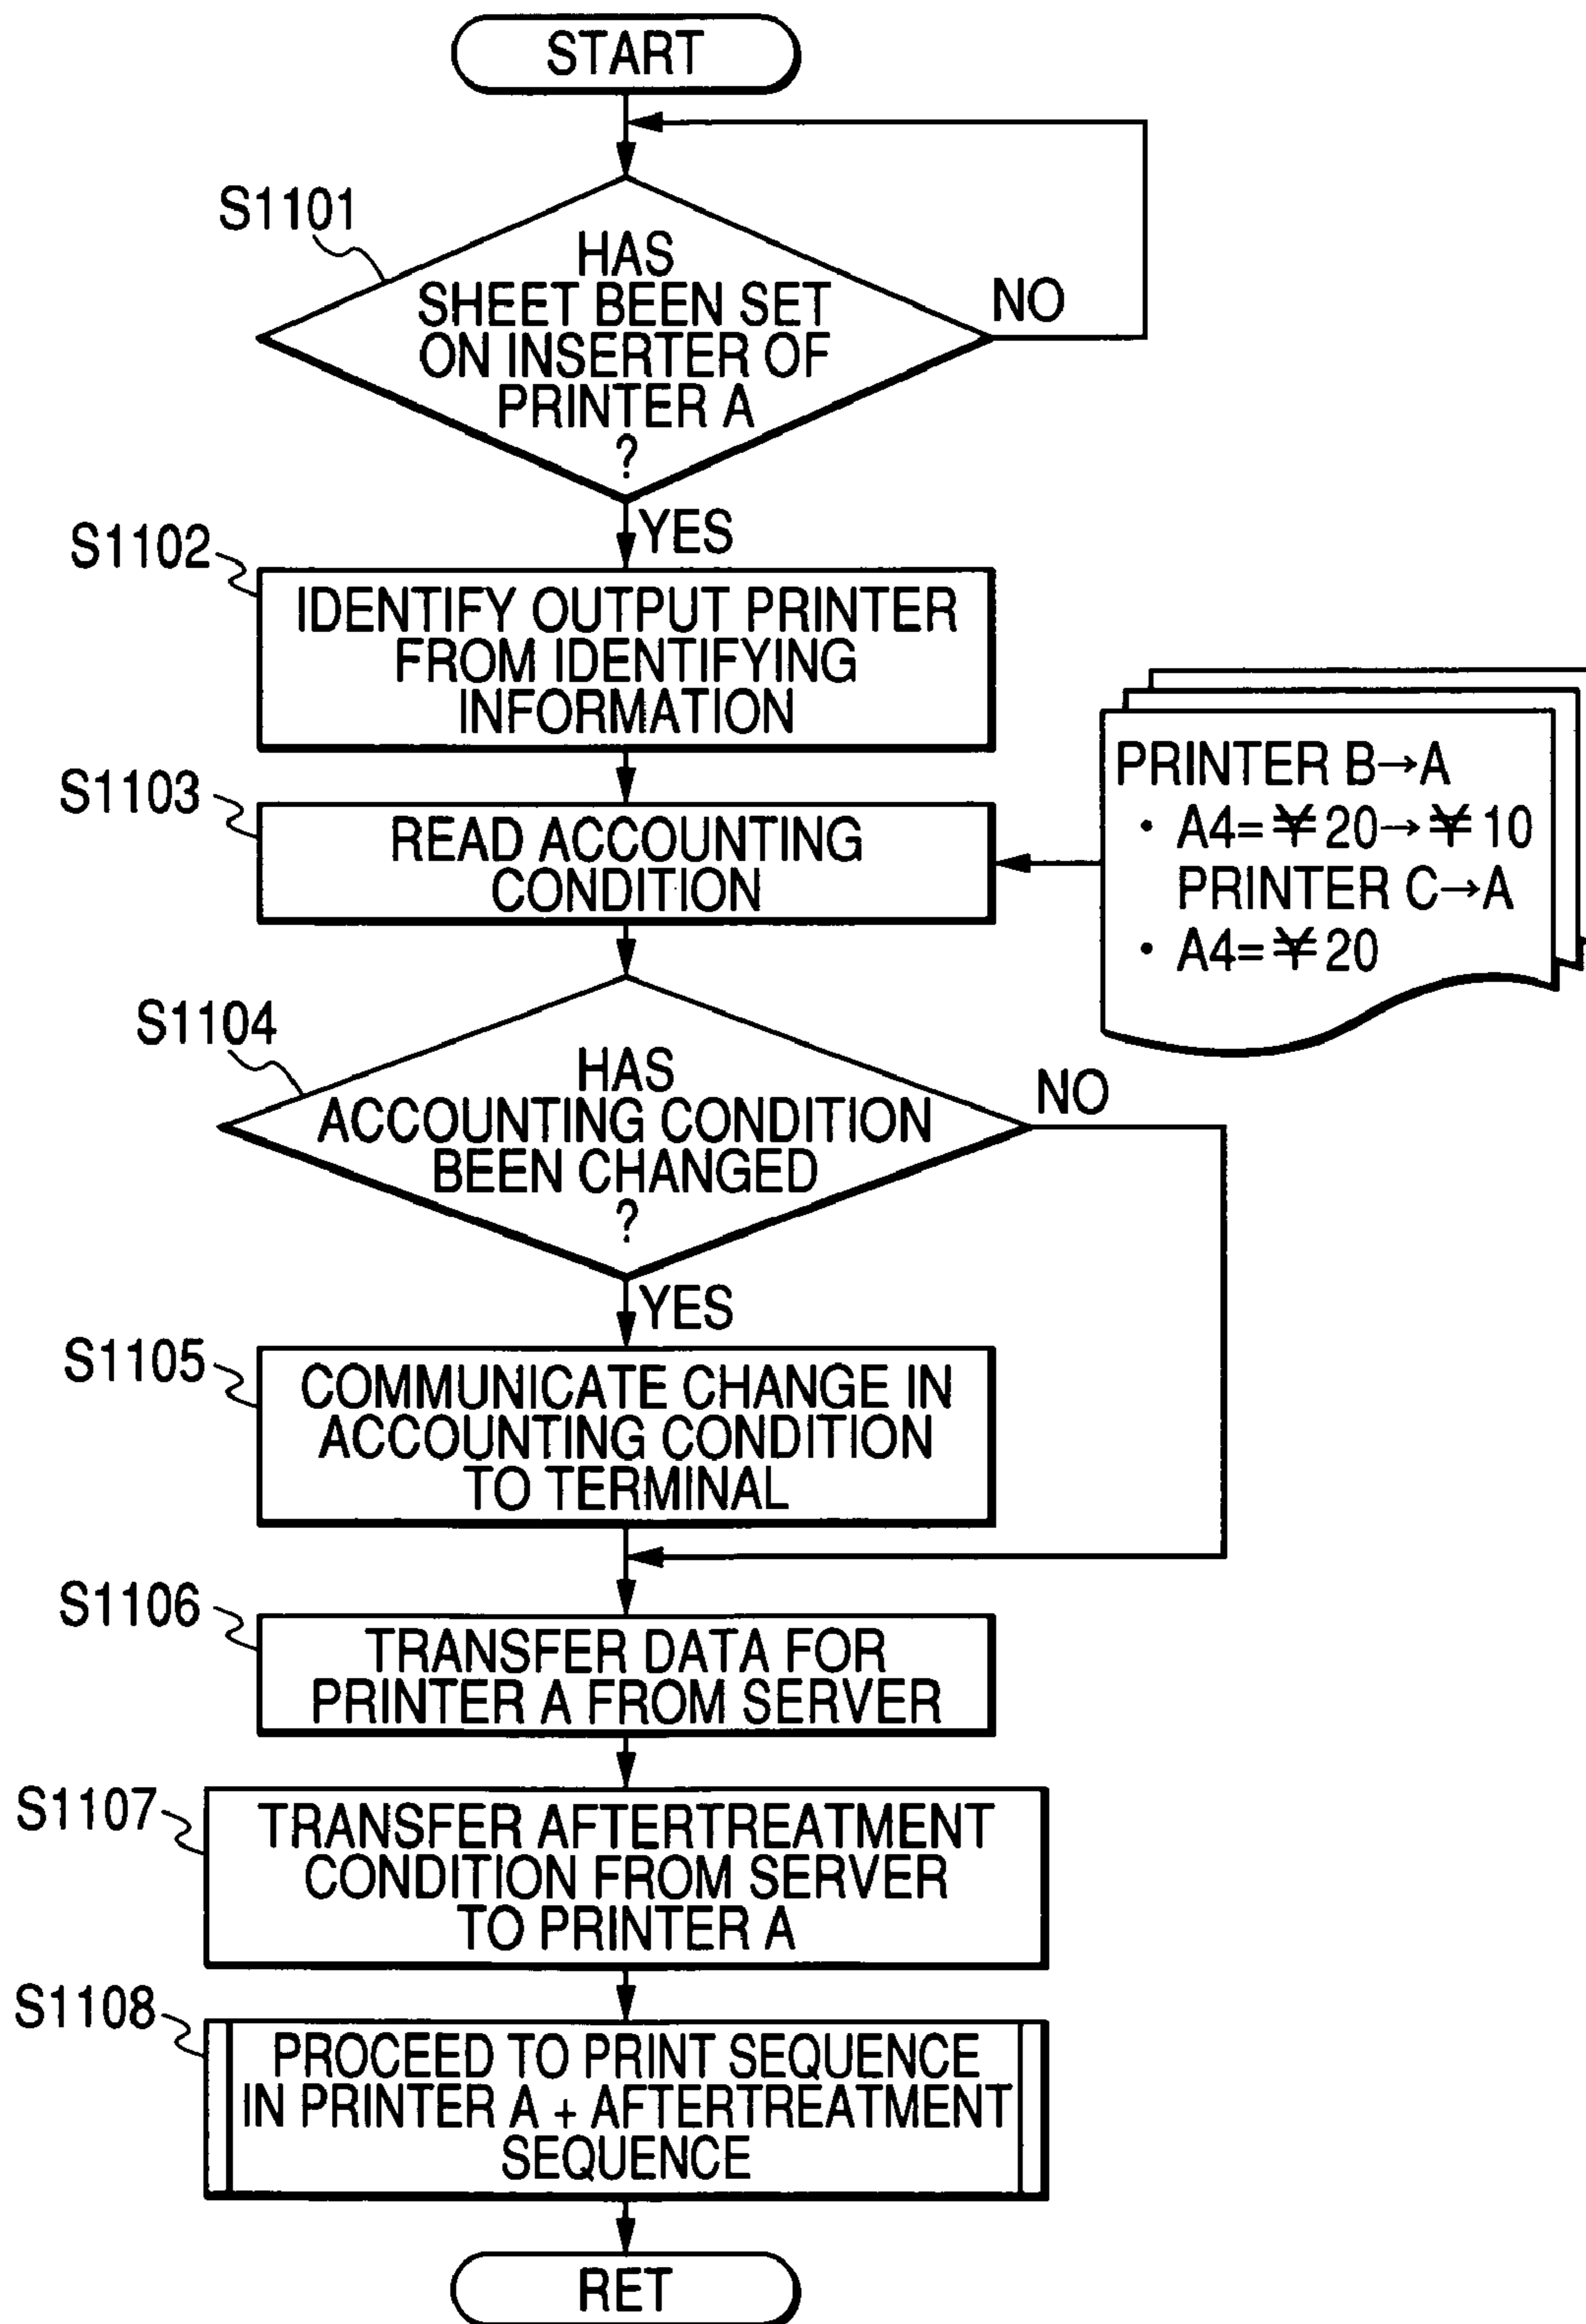 START
S1101
HAS
SHEET BEEN SET
ON INSERTER OF
PRINTER A
?
NO
YES
S1102
IDENTIFY OUTPUT PRINTER
FROM IDENTIFYING
INFORMATION
S1103
READ ACCOUNTING
CONDITION
PRINTER B→A
• A4=¥20→¥10
PRINTER C→A
• A4=¥20
S1104
HAS
ACCOUNTING CONDITION
BEEN CHANGED
?
NO
YES
S1105
COMMUNICATE CHANGE IN
ACCOUNTING CONDITION
TO TERMINAL
S1106
TRANSFER DATA FOR
PRINTER A FROM SERVER
S1107
TRANSFER AFTERTREATMENT
CONDITION FROM SERVER
TO PRINTER A
S1108
PROCEED TO PRINT SEQUENCE
IN PRINTER A + AFTERTREATMENT
SEQUENCE
RET